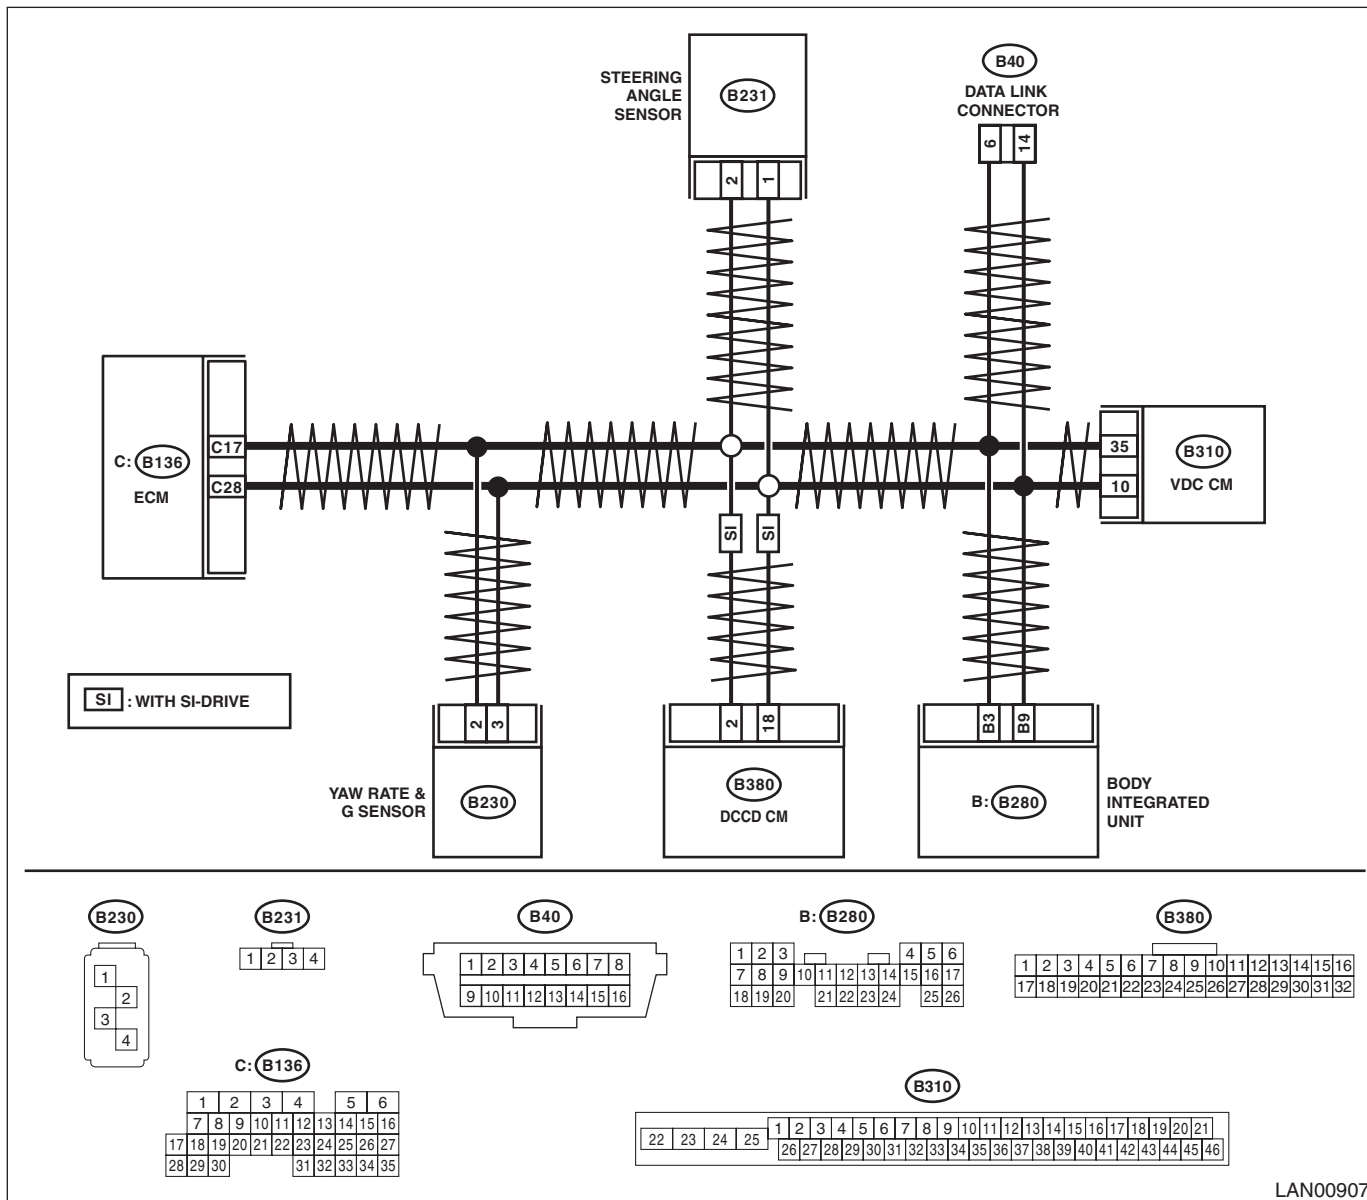 B231
STEERING
ANGLE
SENSOR
2 1
B40
DATA LINK
CONNECTOR
6 14
C: B136
ECM
C17
C28
35
10
B310
VDC CM
SI SI
SI : WITH SI-DRIVE
2 3
YAW RATE &
G SENSOR
B230
2 18
B380
DCCD CM
B3 B9
B: B280
BODY
INTEGRATED
UNIT
B230
1
2
3
4
B231
1 2 3 4
B40
1 2 3 4 5 6 7 8
9 10 11 12 13 14 15 16
B: B280
1 2 3 4 5 6
7 8 9 10 11 12 13 14 15 16 17
18 19 20 21 22 23 24 25 26
B380
1 2 3 4 5 6 7 8 9 10 11 12 13 14 15 16
17 18 19 20 21 22 23 24 25 26 27 28 29 30 31 32
C: B136
1 2 3 4 5 6
7 8 9 10 11 12 13 14 15 16
17 18 19 20 21 22 23 24 25 26 27
28 29 30 31 32 33 34 35
B310
22 23 24 25
1 2 3 4 5 6 7 8 9 10 11 12 13 14 15 16 17 18 19 20 21
26 27 28 29 30 31 32 33 34 35 36 37 38 39 40 41 42 43 44 45 46
LAN00907